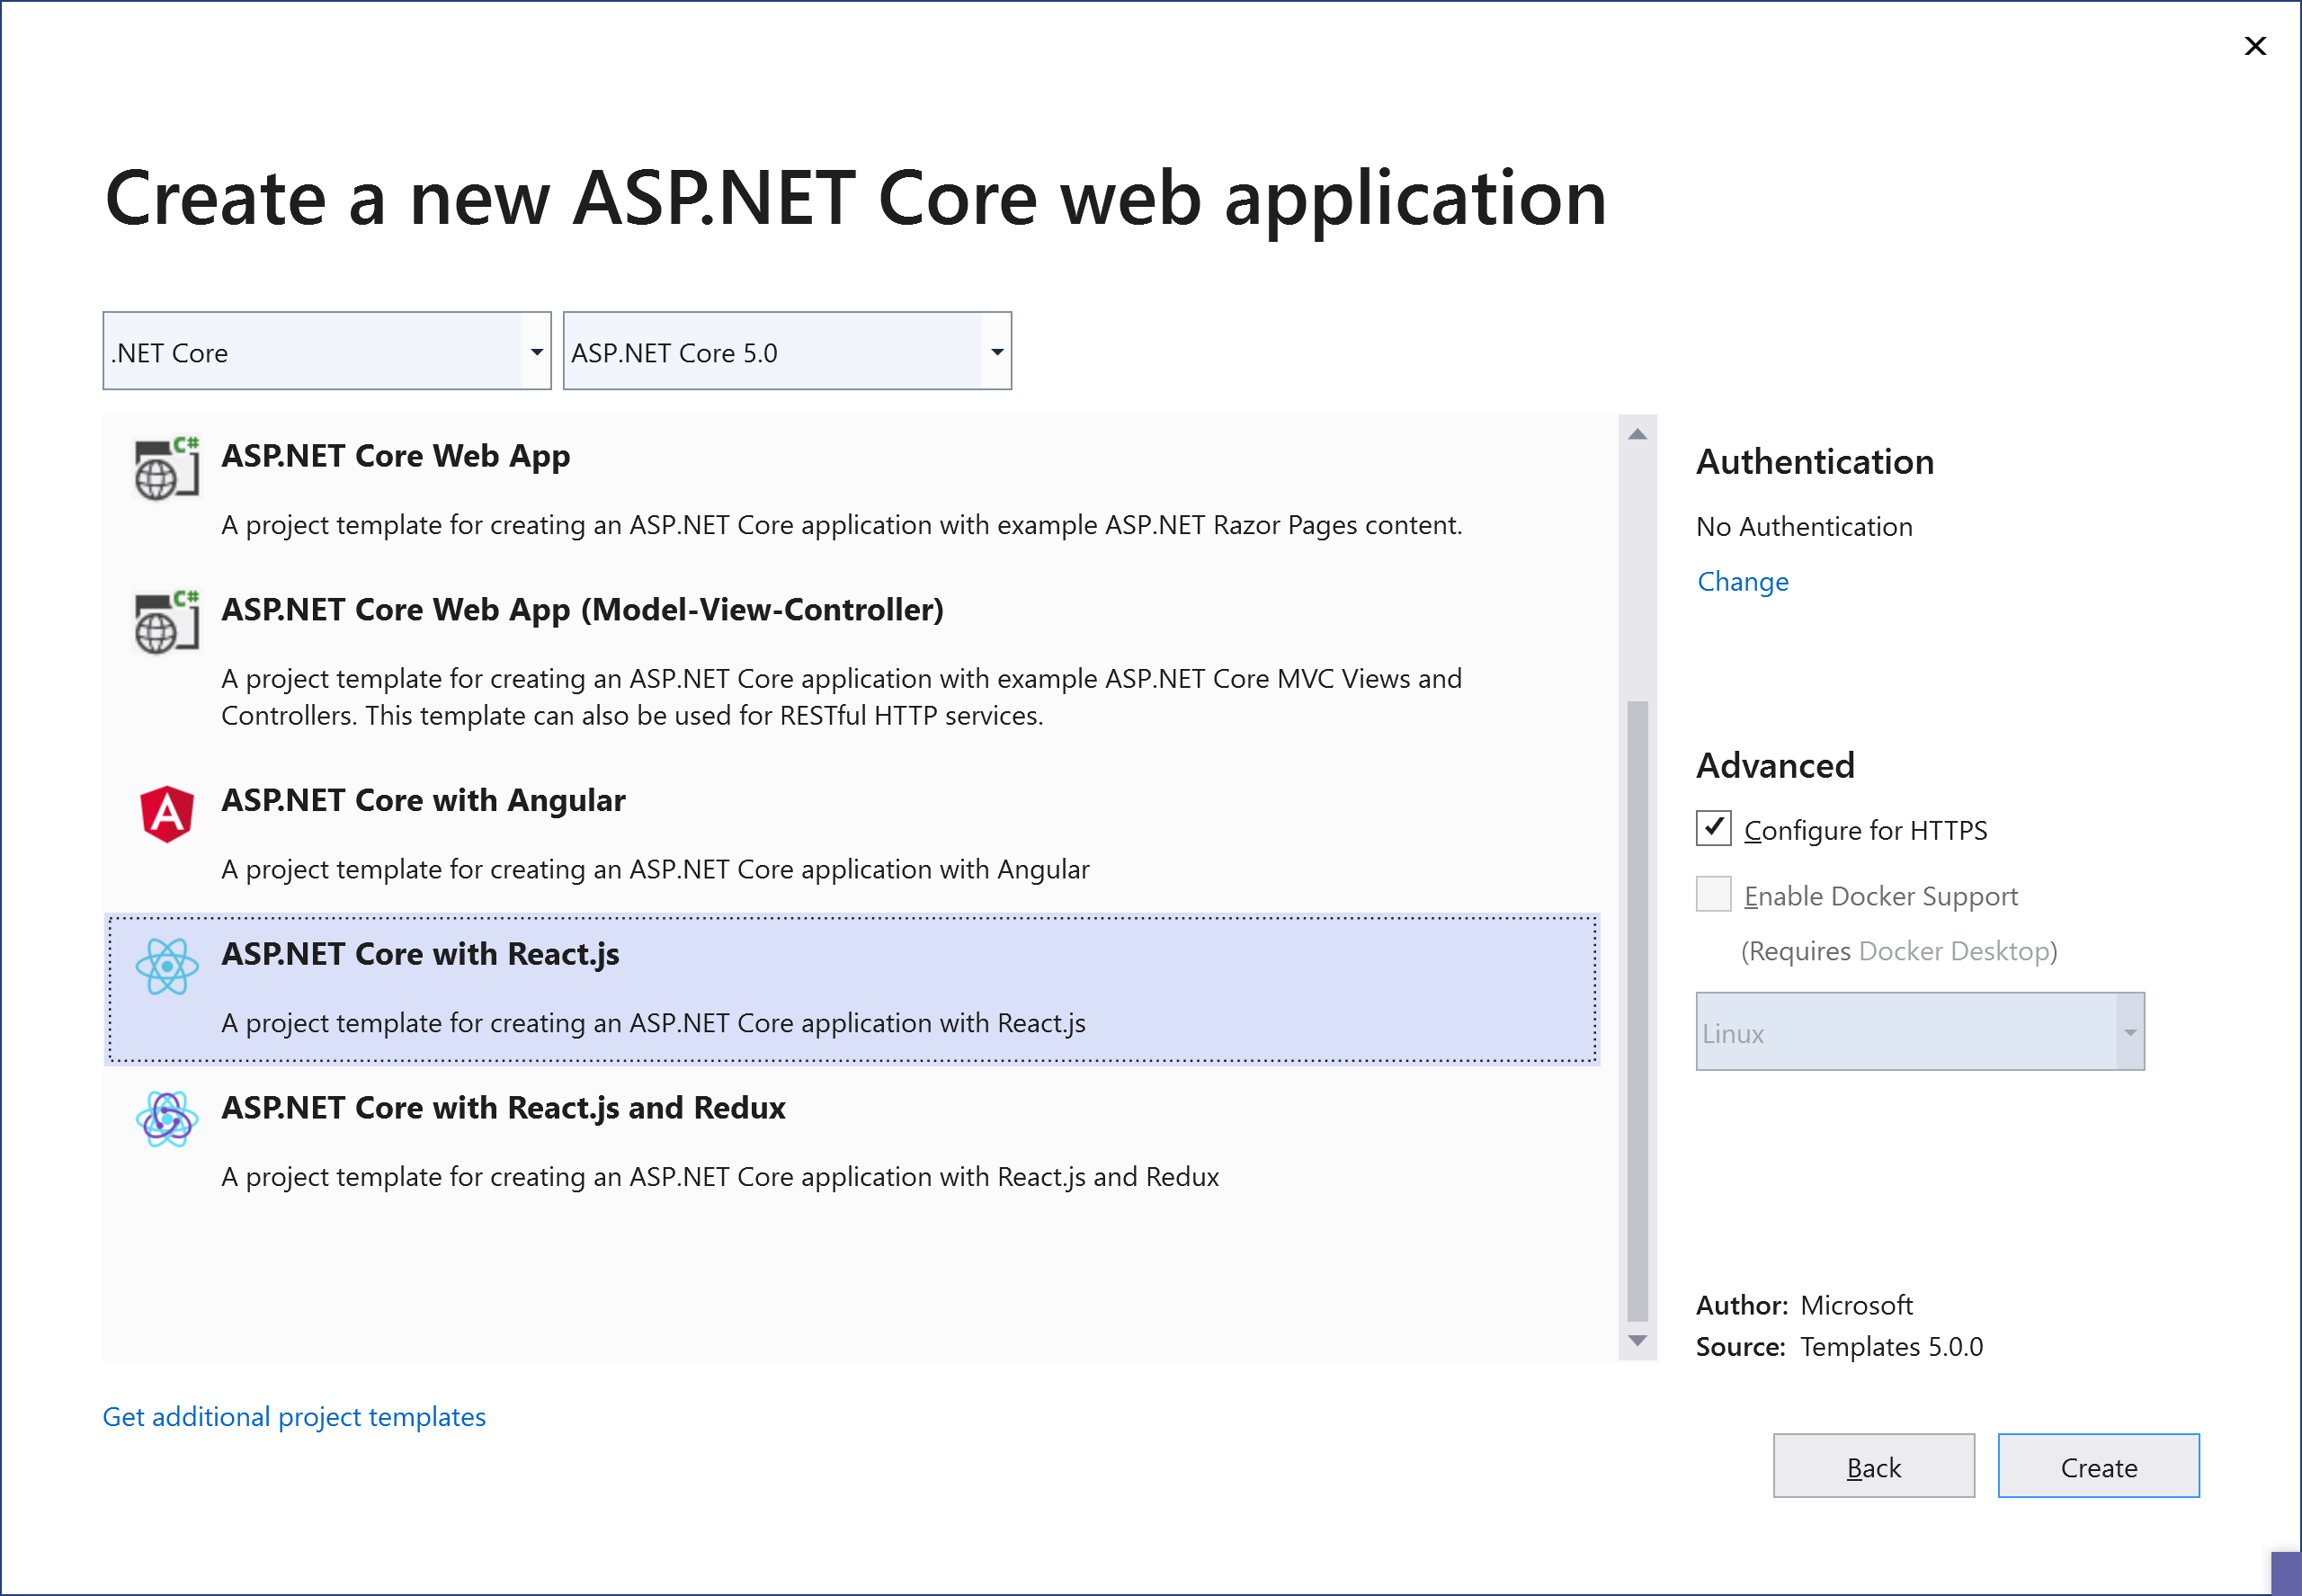 Create a new ASP.NET Core web application
.NET Core
ASP.NET Core 5.0
C#
ASP.NET Core Web App
A project template for creating an ASP.NET Core application with example ASP.NET Razor Pages content.
C#
ASP.NET Core Web App (Model-View-Controller)
A project template for creating an ASP.NET Core application with example ASP.NET Core MVC Views and
Controllers. This template can also be used for RESTful HTTP services.
A
ASP.NET Core with Angular
A project template for creating an ASP.NET Core application with Angular
ASP.NET Core with React.js
A project template for creating an ASP.NET Core application with React.js
ASP.NET Core with React.js and Redux
A project template for creating an ASP.NET Core application with React.js and Redux
Get additional project templates
Authentication
No Authentication
Change
Advanced
Configure for HTTPS
Enable Docker Support
(Requires Docker Desktop)
Linux
Author: Microsoft
Source: Templates 5.0.0
Back
Create